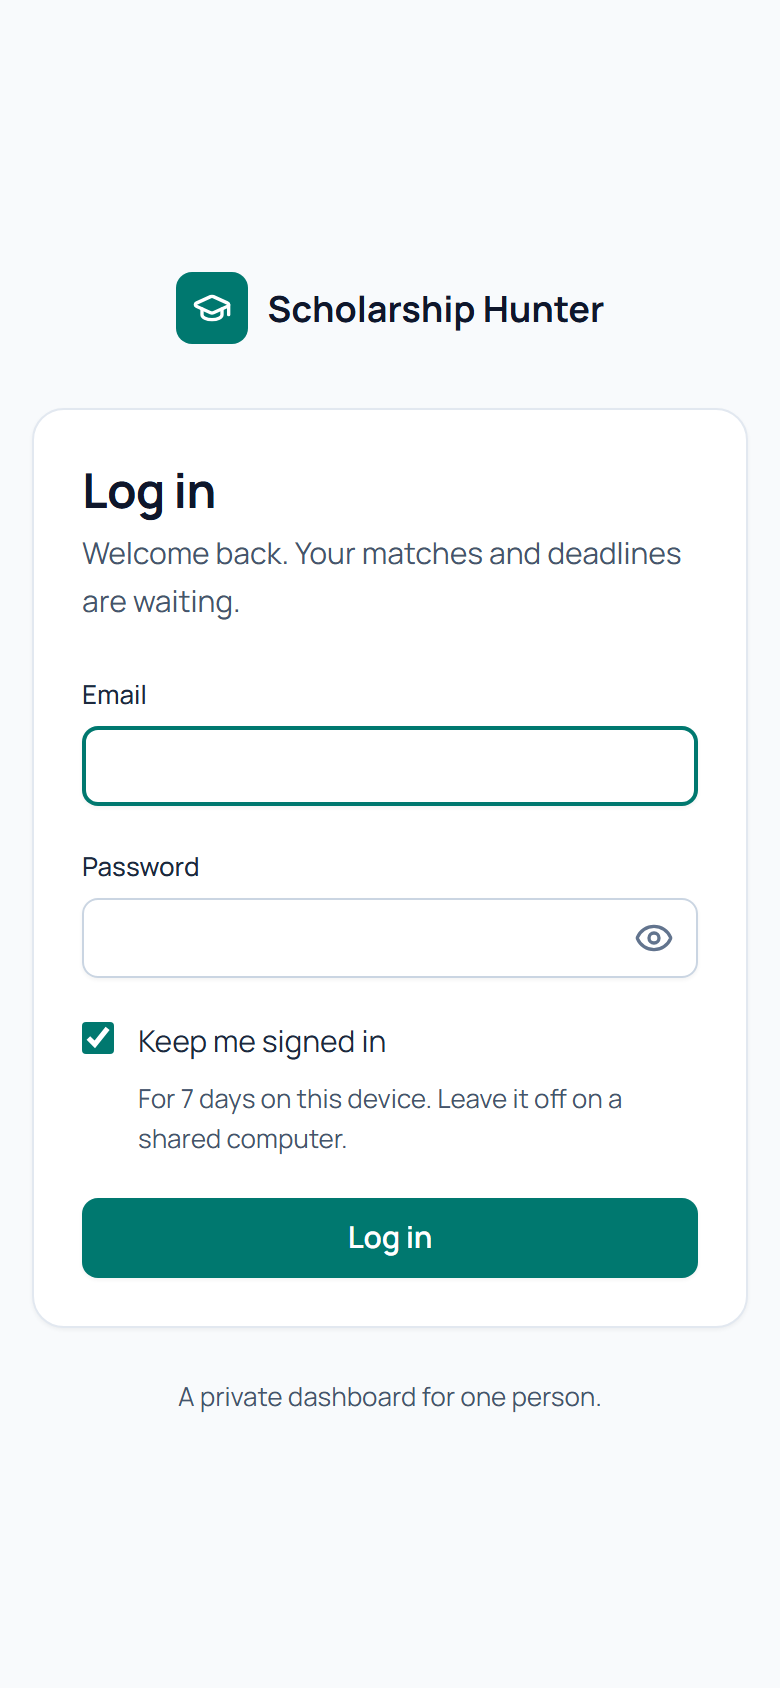 Scholarship Hunter
Log in
Welcome back. Your matches and deadlines
are waiting.
Email
Password
Keep me signed in
For 7 days on this device. Leave it off on a
shared computer.
Log in
A private dashboard for one person.